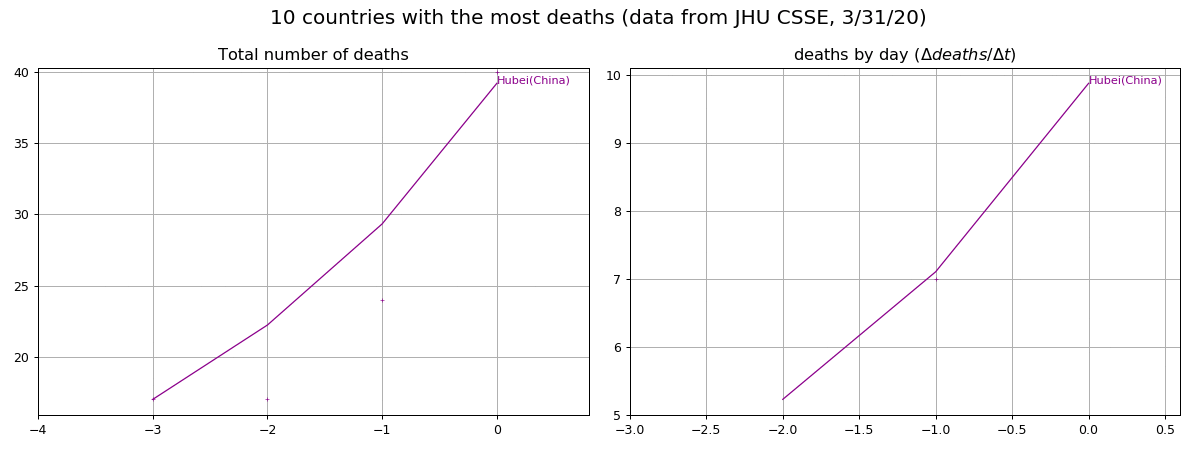 10 countries with the most deaths (data from JHU CSSE, 3/31/20)
Total number of deaths
40
35
30
25
20
−4 −3 −2 −1 0
Hubei(China)
deaths by day (Δdeaths/Δt)
10
9
8
7
6
5
−3.0 −2.5 −2.0 −1.5 −1.0 −0.5 0.0 0.5
Hubei(China)